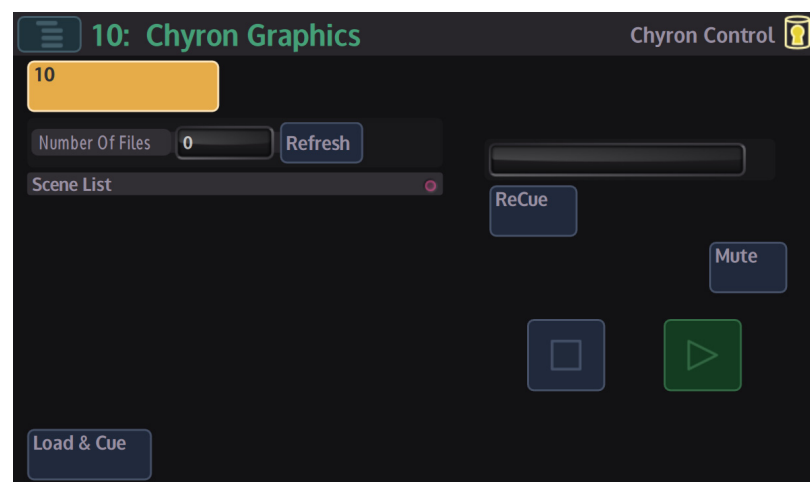 10: Chyron Graphics
Chyron Control
10
Number Of Files 0 Refresh
Scene List
ReCue
Mute
Load & Cue